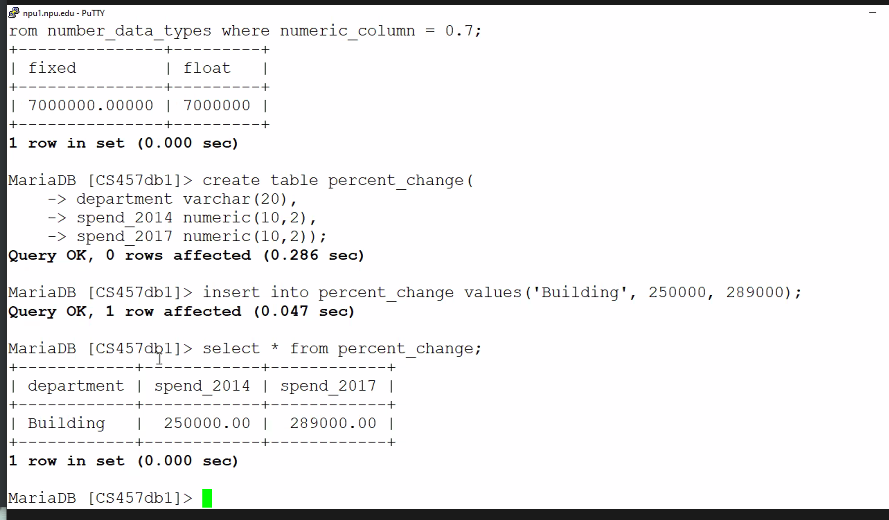 npu1.npu.edu - PuTTY
rom number_data_types where numeric_column = 0.7;
+---------------+---------+
| fixed         | float   |
+---------------+---------+
| 7000000.00000 | 7000000 |
+---------------+---------+
1 row in set (0.000 sec)
MariaDB [CS457db1]> create table percent_change(
    -> department varchar(20),
    -> spend_2014 numeric(10,2),
    -> spend_2017 numeric(10,2));
Query OK, 0 rows affected (0.286 sec)
MariaDB [CS457db1]> insert into percent_change values('Building', 250000, 289000);
Query OK, 1 row affected (0.047 sec)
MariaDB [CS457db1]> select * from percent_change;
+------------+------------+------------+
| department | spend_2014 | spend_2017 |
+------------+------------+------------+
| Building   |  250000.00 |  289000.00 |
+------------+------------+------------+
1 row in set (0.000 sec)
MariaDB [CS457db1]>